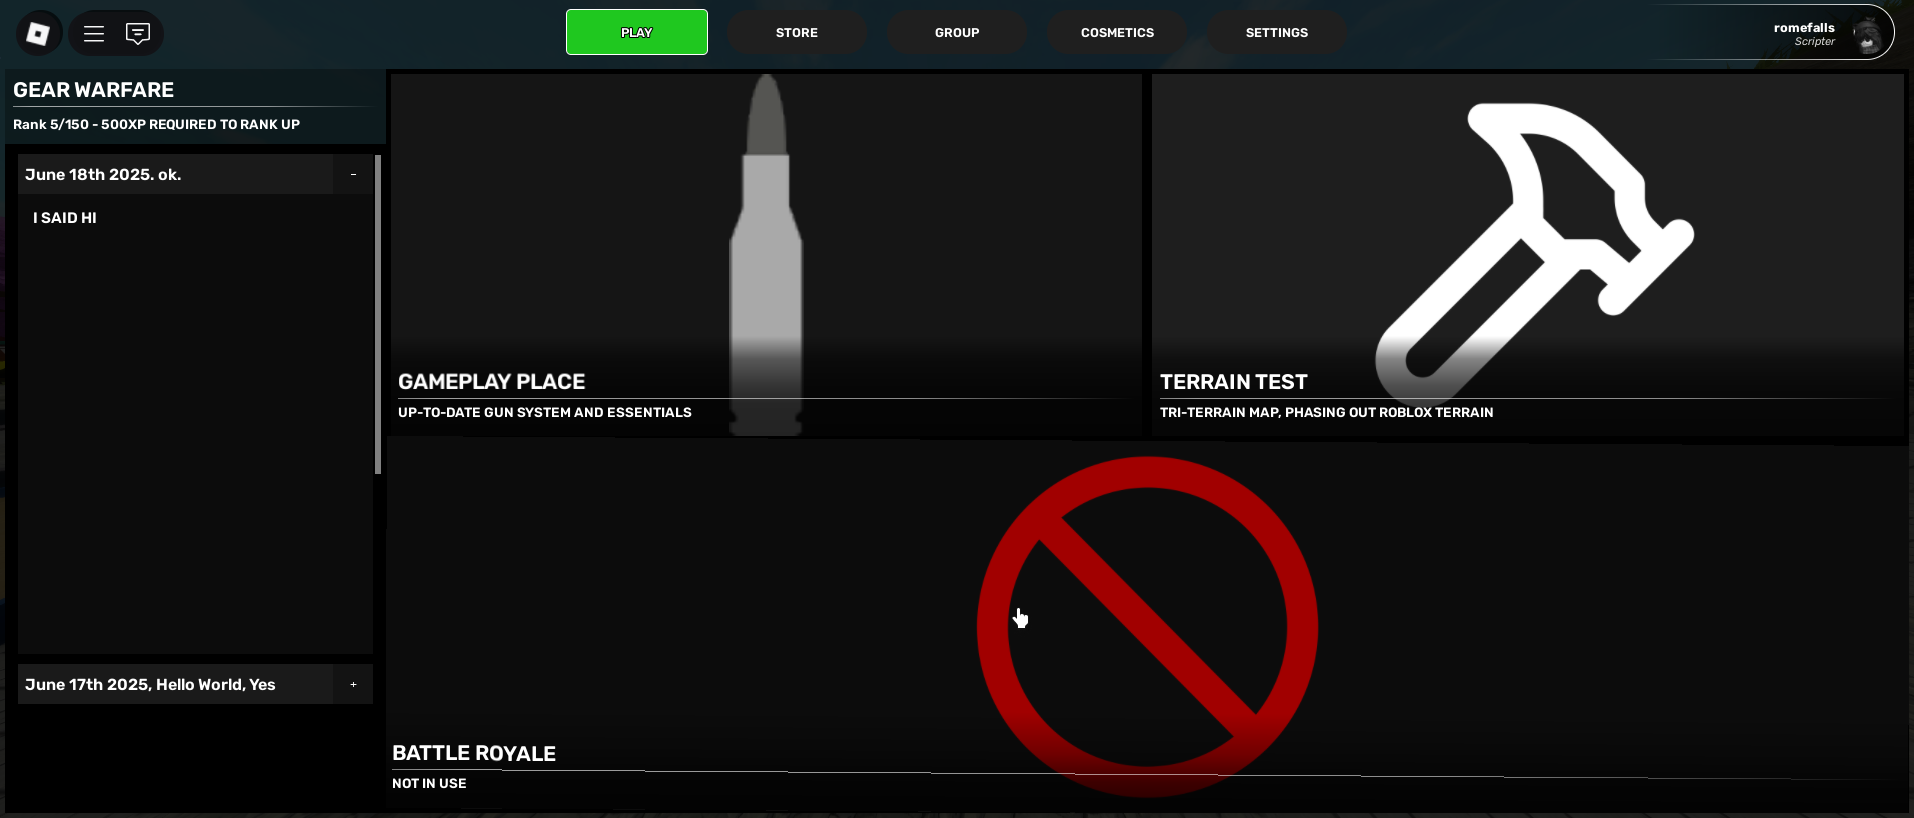 PLAY
STORE
GROUP
COSMETICS
SETTINGS
romefalls
Scripter
GEAR WARFARE
Rank 5/150 - 500XP REQUIRED TO RANK UP
June 18th 2025. ok.
-
I SAID HI
June 17th 2025, Hello World, Yes
+
GAMEPLAY PLACE
UP-TO-DATE GUN SYSTEM AND ESSENTIALS
TERRAIN TEST
TRI-TERRAIN MAP, PHASING OUT ROBLOX TERRAIN
BATTLE ROYALE
NOT IN USE